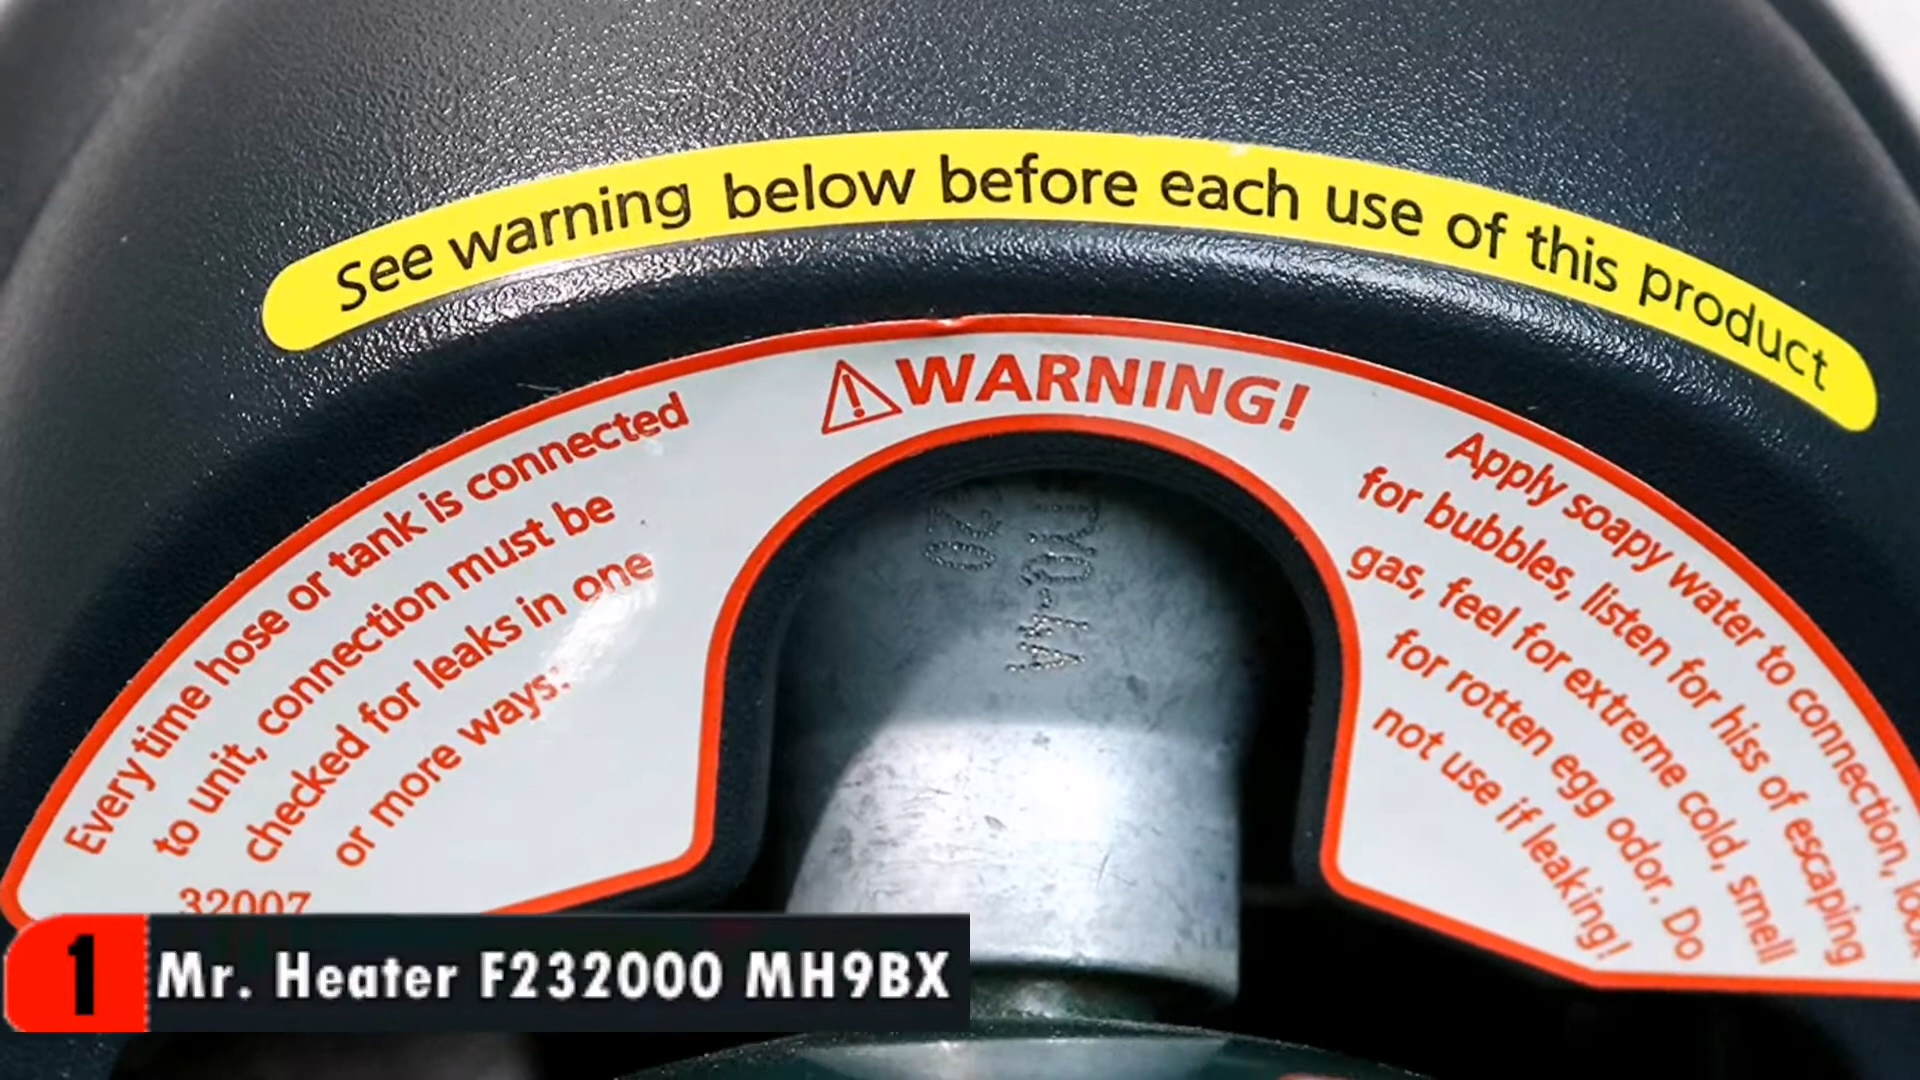 See warning below before each use of this product
⚠WARNING!
Every time hose or tank is connected
to unit, connection must be
checked for leaks in one
or more ways:
32007
Apply soapy water to connection, look
for bubbles, listen for hiss of escaping
gas, feel for extreme cold, smell
for rotten egg odor. Do
not use if leaking!
1
Mr. Heater F232000 MH9BX